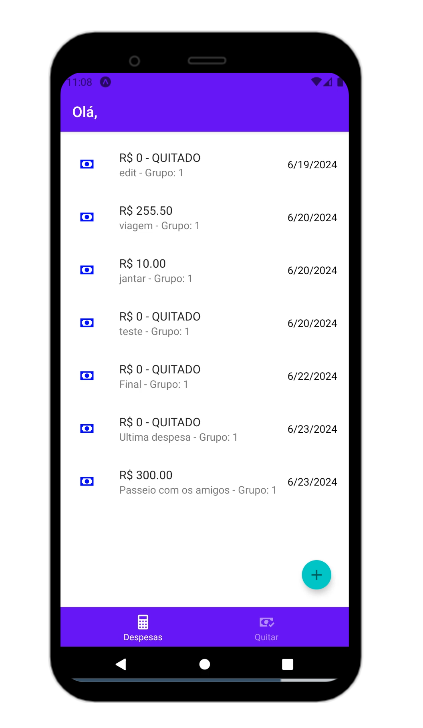 11:08
Olá,
R$ 0 - QUITADO
edit - Grupo: 1
6/19/2024
R$ 255.50
viagem - Grupo: 1
6/20/2024
R$ 10.00
jantar - Grupo: 1
6/20/2024
R$ 0 - QUITADO
teste - Grupo: 1
6/20/2024
R$ 0 - QUITADO
Final - Grupo: 1
6/22/2024
R$ 0 - QUITADO
Ultima despesa - Grupo: 1
6/23/2024
R$ 300.00
Passeio com os amigos - Grupo: 1
6/23/2024
+
Despesas
Quitar